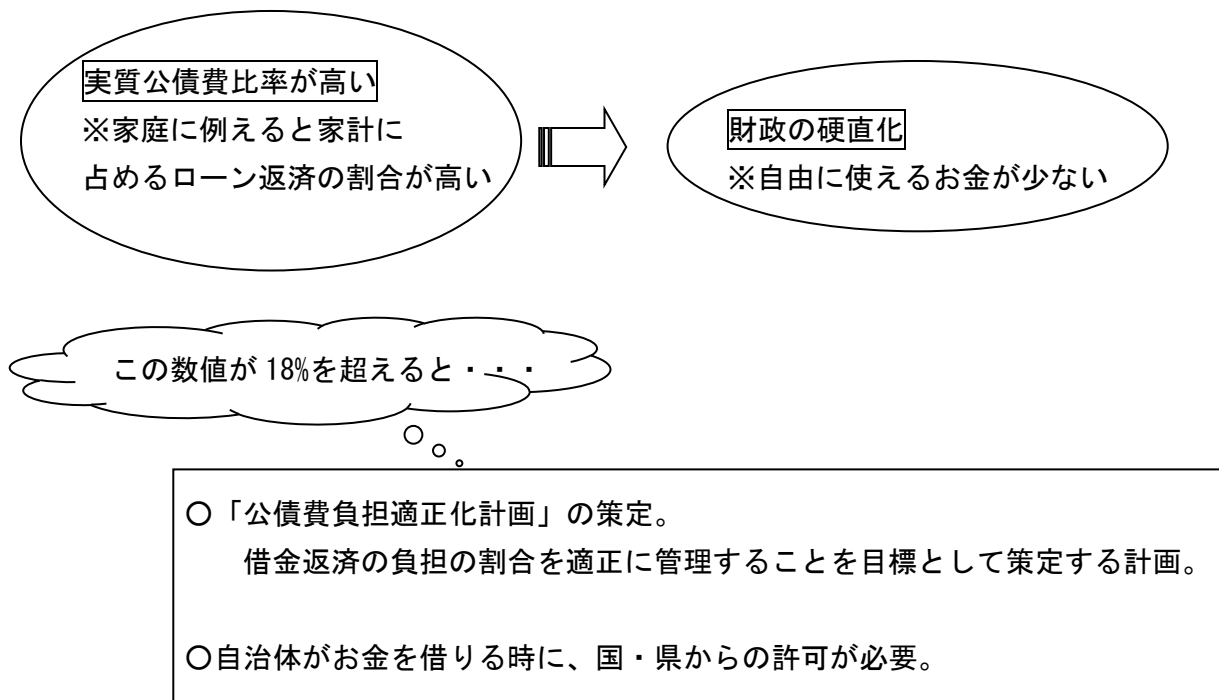 実質公債費比率が高い
※家庭に例えると家計に
占めるローン返済の割合が高い
財政の硬直化
※自由に使えるお金が少ない
この数値が 18%を超えると・・・
○「公債費負担適正化計画」の策定。
借金返済の負担の割合を適正に管理することを目標として策定する計画。
○自治体がお金を借りる時に、国・県からの許可が必要。